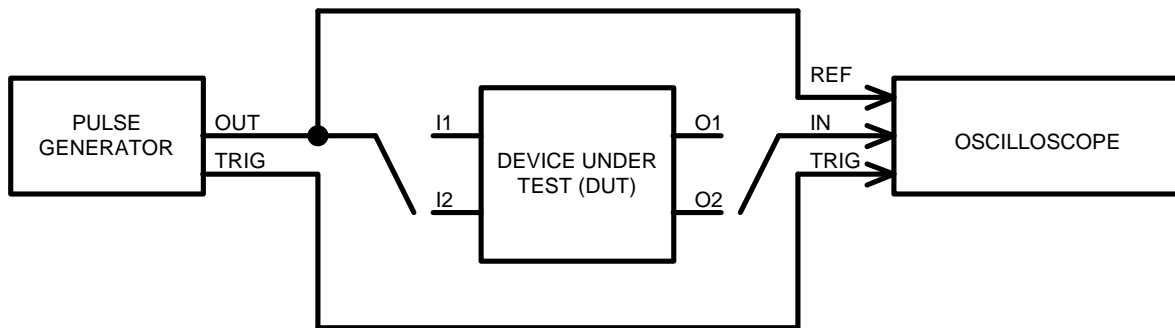 PULSE
GENERATOR
OUT
TRIG
I1
I2
DEVICE UNDER
TEST (DUT)
O1
O2
REF
IN
TRIG
OSCILLOSCOPE